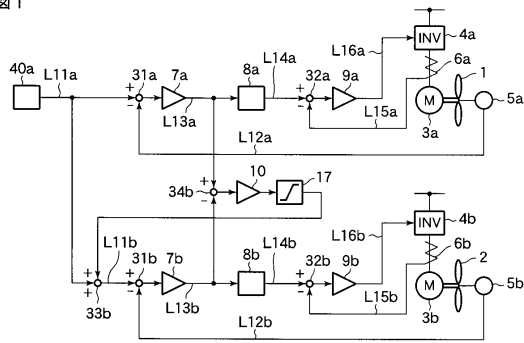 図1
40a
L11a
31a
7a
L13a
8a
L14a
32a
9a
L16a
INV
4a
6a
1
M
3a
5a
L15a
L12a
+
−
+
−
10
17
+
34b
−
L11b
31b
7b
L13b
8b
L14b
32b
9b
L16b
INV
4b
6b
2
M
3b
5b
L15b
L12b
+
+
33b
+
−
+
−